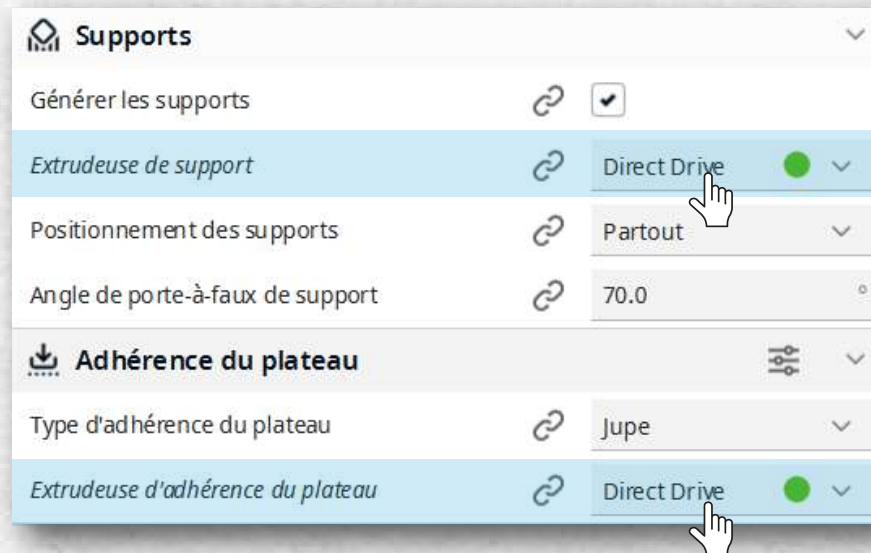 Supports
Générer les supports
Extrudeuse de support Direct Drive
Positionnement des supports Partout
Angle de porte-à-faux de support 70.0 °
Adhérence du plateau
Type d'adhérence du plateau Jupe
Extrudeuse d'adhérence du plateau Direct Drive